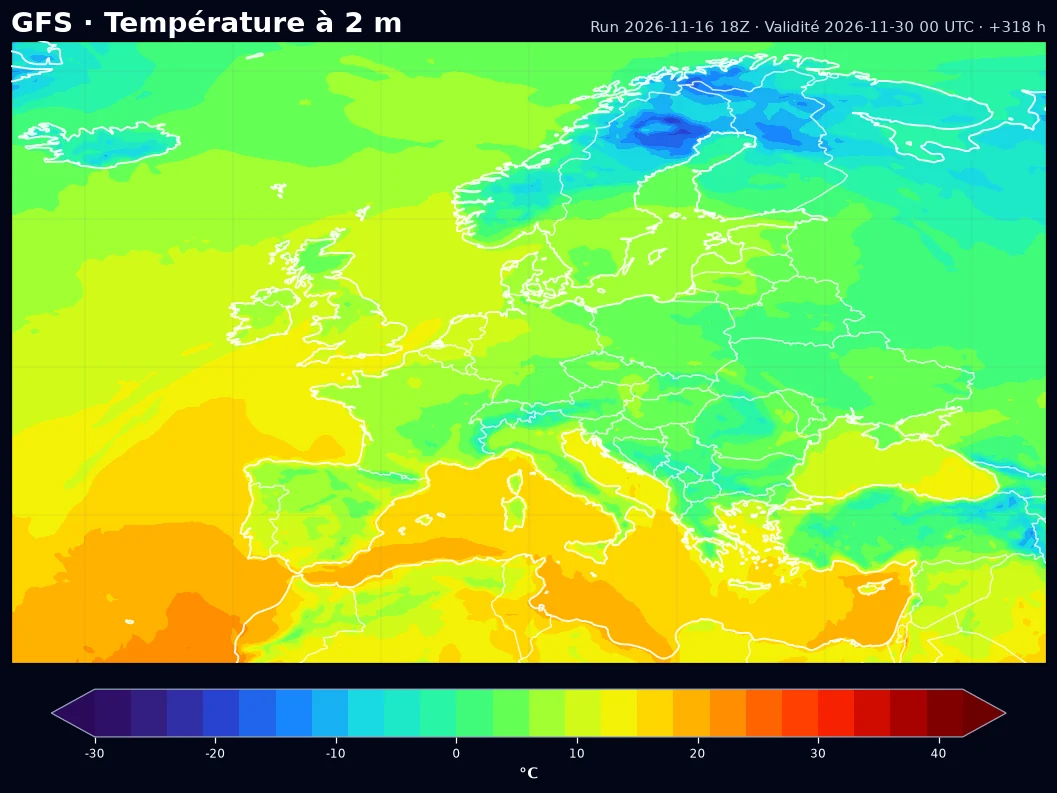 GFS · Température à 2 m
Run 2026-11-16 18Z · Validité 2026-11-30 00 UTC · +318 h
-30 -20 -10 0 10 20 30 40
°C